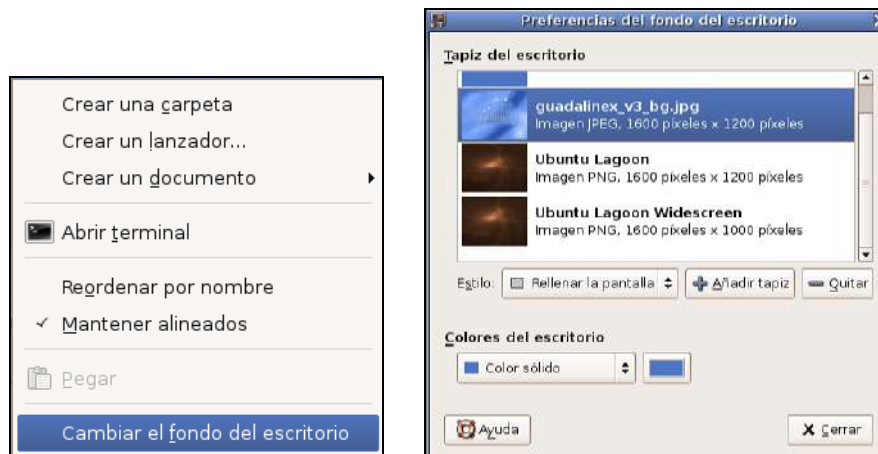 Crear una carpeta
Crear un lanzador...
Crear un documento
Abrir terminal
Reordenar por nombre
Mantener alineados
Pegar
Cambiar el fondo del escritorio
Preferencias del fondo del escritorio
Tapiz del escritorio
guadalinex_v3_bg.jpg
Imagen JPEG, 1600 píxeles x 1200 píxeles
Ubuntu Lagoon
Imagen PNG, 1600 píxeles x 1200 píxeles
Ubuntu Lagoon Widescreen
Imagen PNG, 1600 píxeles x 1000 píxeles
Estilo: Rellenar la pantalla Añadir tapiz Quitar
Colores del escritorio
Color sólido
Ayuda Cerrar